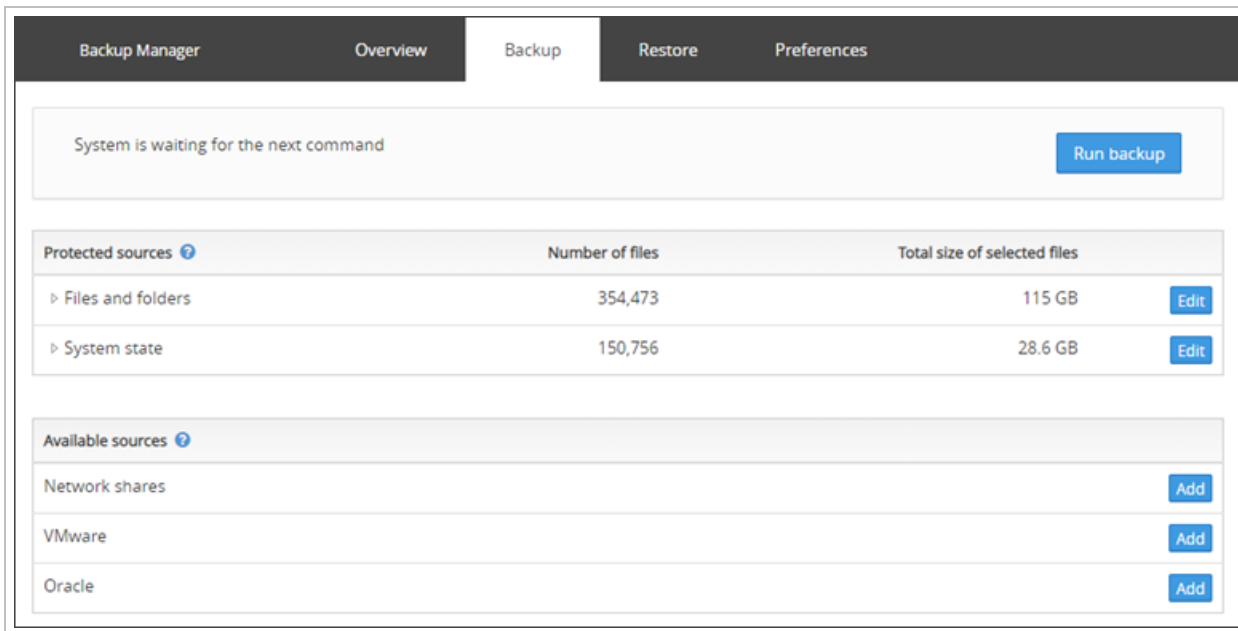 Backup Manager Overview Backup Restore Preferences
System is waiting for the next command Run backup
Protected sources ? Number of files Total size of selected files
Files and folders 354,473 115 GB Edit
System state 150,756 28.6 GB Edit
Available sources ?
Network shares Add
VMware Add
Oracle Add